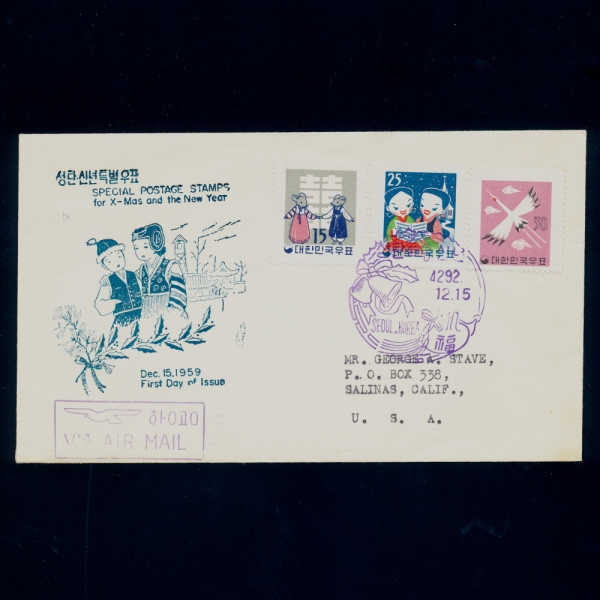 성탄신년특별우표
SPECIAL POSTAGE STAMPS
for X-Mas and the New Year
Dec. 15, 1959
First Day of Issue
VIA AIR MAIL
囍
15
대한민국우표
25
대한민국우표
30
대한민국우표
4292
12.15
SEOUL, KOREA
福
MR. GEORGE A. STAVE,
P.O. BOX 338,
SALINAS, CALIF.,
U. S. A.